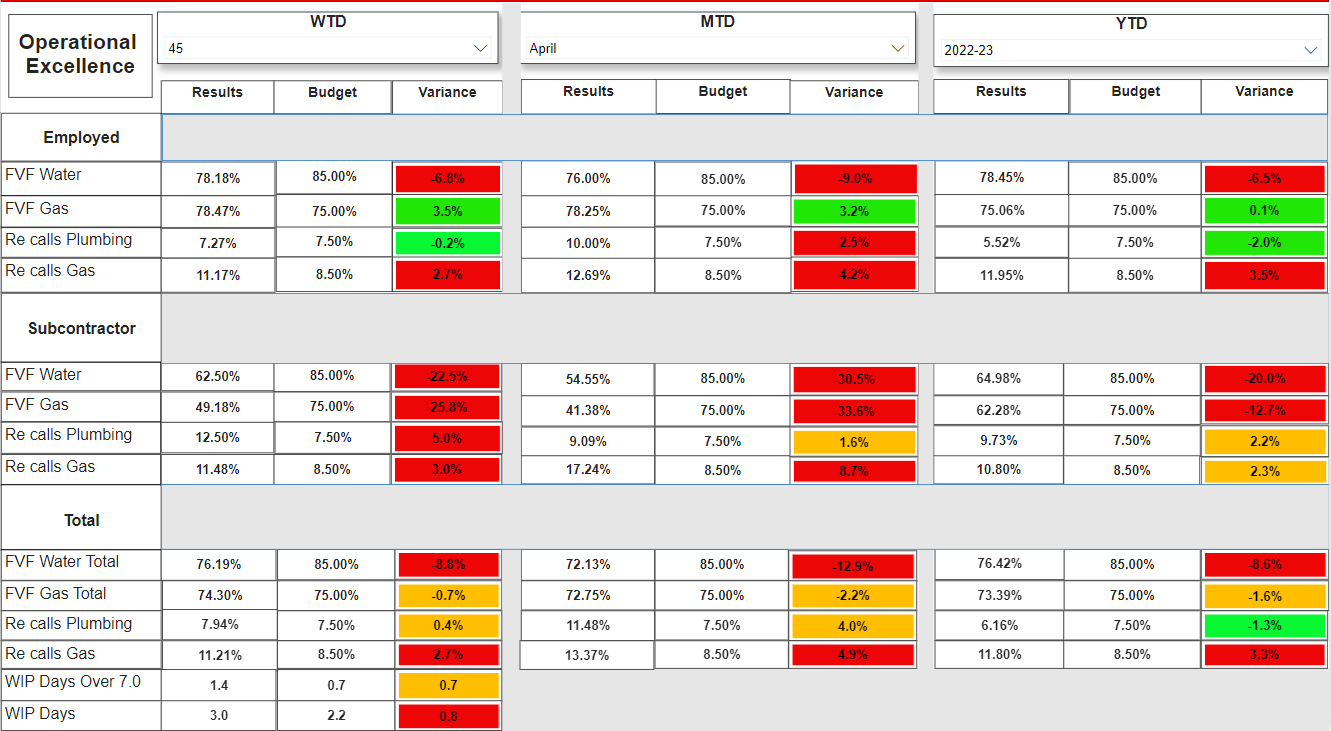 Operational Excellence WTD MTD YTD
45 April 2022-23
Results Budget Variance Results Budget Variance Results Budget Variance
Employed
FVF Water 78.18% 85.00% -6.8% 76.00% 85.00% -9.0% 78.45% 85.00% -6.5%
FVF Gas 78.47% 75.00% 3.5% 78.25% 75.00% 3.2% 75.06% 75.00% 0.1%
Re calls Plumbing 7.27% 7.50% -0.2% 10.00% 7.50% 2.5% 5.52% 7.50% -2.0%
Re calls Gas 11.17% 8.50% 2.7% 12.69% 8.50% 4.2% 11.95% 8.50% 3.5%
Subcontractor
FVF Water 62.50% 85.00% -22.5% 54.55% 85.00% -30.5% 64.98% 85.00% -20.0%
FVF Gas 49.18% 75.00% -25.8% 41.38% 75.00% -33.6% 62.28% 75.00% -12.7%
Re calls Plumbing 12.50% 7.50% 5.0% 9.09% 7.50% 1.6% 9.73% 7.50% 2.2%
Re calls Gas 11.48% 8.50% 3.0% 17.24% 8.50% 8.7% 10.80% 8.50% 2.3%
Total
FVF Water Total 76.19% 85.00% -8.8% 72.13% 85.00% -12.9% 76.42% 85.00% -8.6%
FVF Gas Total 74.30% 75.00% -0.7% 72.75% 75.00% -2.2% 73.39% 75.00% -1.6%
Re calls Plumbing 7.94% 7.50% 0.4% 11.48% 7.50% 4.0% 6.16% 7.50% -1.3%
Re calls Gas 11.21% 8.50% 2.7% 13.37% 8.50% 4.9% 11.80% 8.50% 3.3%
WIP Days Over 7.0 1.4 0.7 0.7
WIP Days 3.0 2.2 0.8